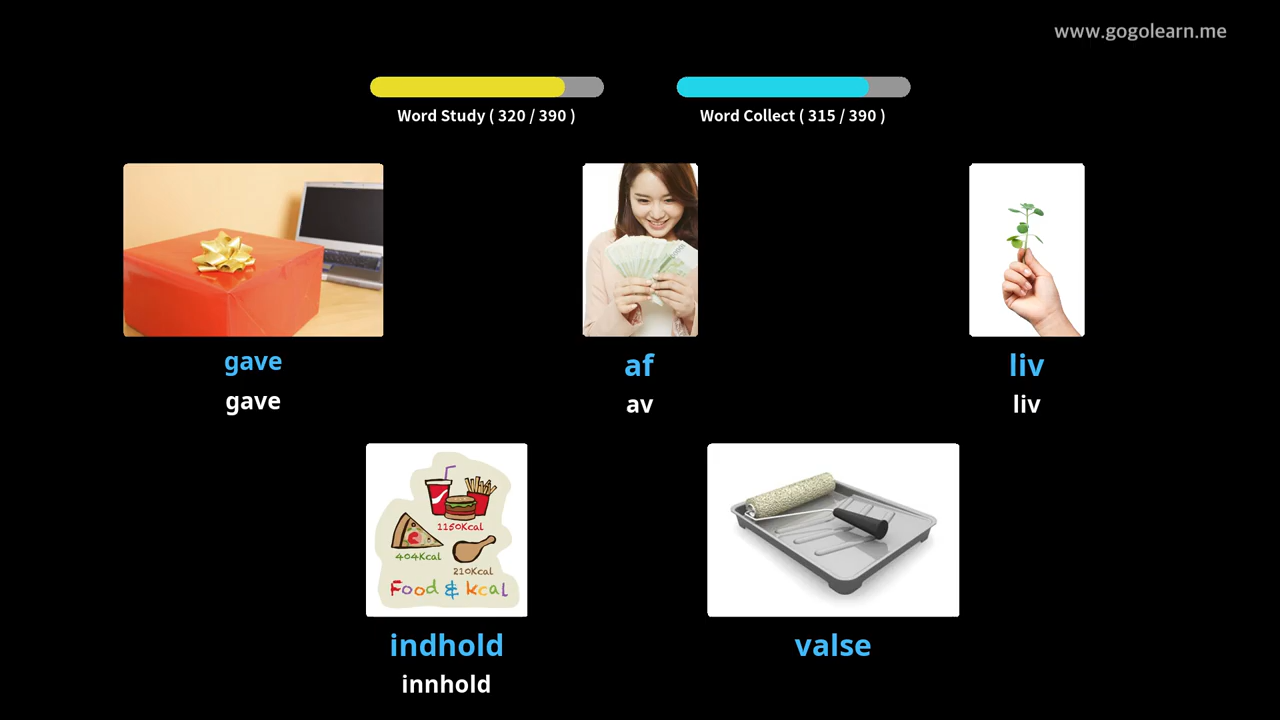 www.gogolearn.me
Word Study ( 320 / 390 )
Word Collect ( 315 / 390 )
gave
gave
af
av
liv
liv
1150Kcal
404Kcal
210Kcal
Food & kcal
indhold
innhold
valse